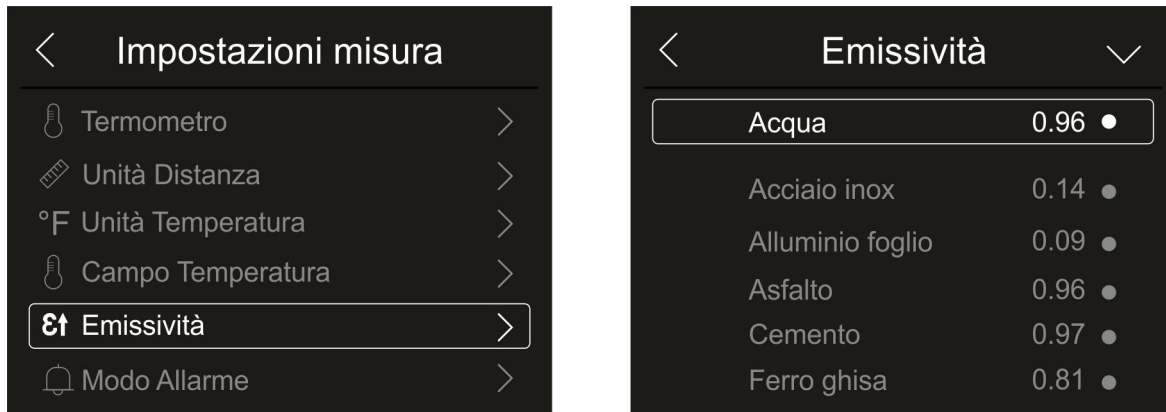 Impostazioni misura
Termometro
Unità Distanza
°F Unità Temperatura
Campo Temperatura
Ɛ↑ Emissività
Modo Allarme
Emissività
Acqua 0.96
Acciaio inox 0.14
Alluminio foglio 0.09
Asfalto 0.96
Cemento 0.97
Ferro ghisa 0.81